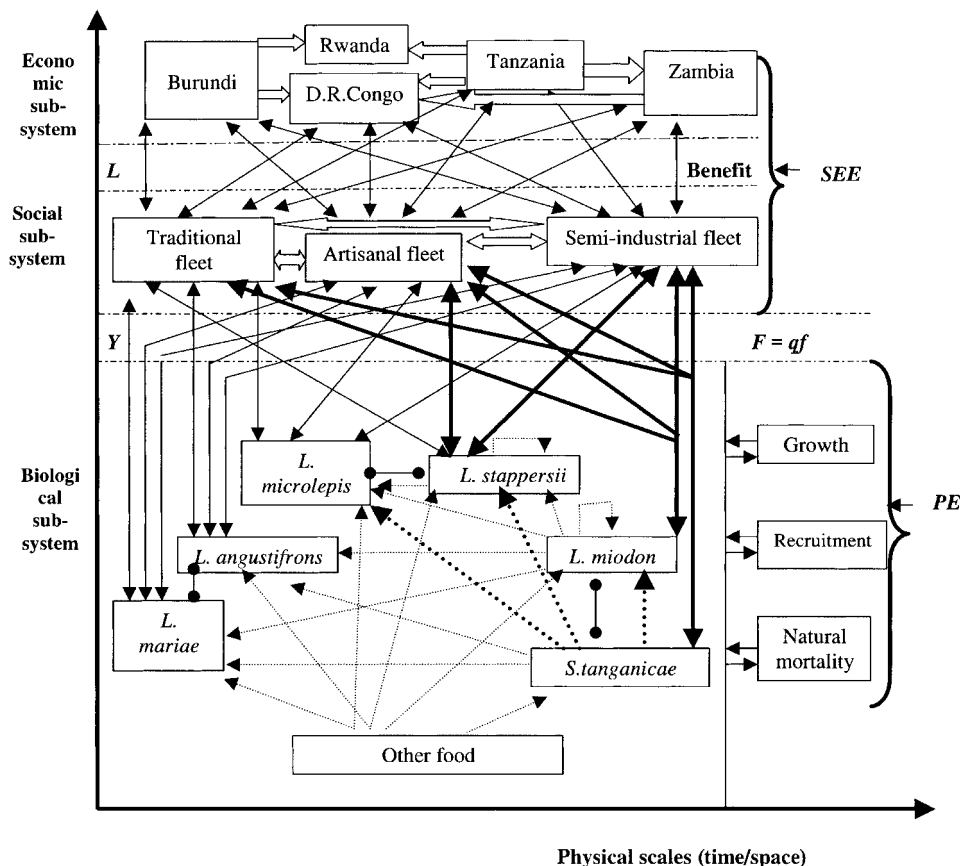 Econo
mic sub-
system
Burundi
Rwanda
D.R.Congo
Tanzania
Zambia
L
Benefit
SEE
Social
sub-
system
Traditional
fleet
Artisanal fleet
Semi-industrial fleet
Y
F = qf
Biologi
cal sub-
system
L.
microlepis
L. stappersii
L. angustifrons
L. miodon
L.
mariae
S.tanganicae
Other food
Growth
Recruitment
Natural
mortality
PE
Physical scales (time/space)